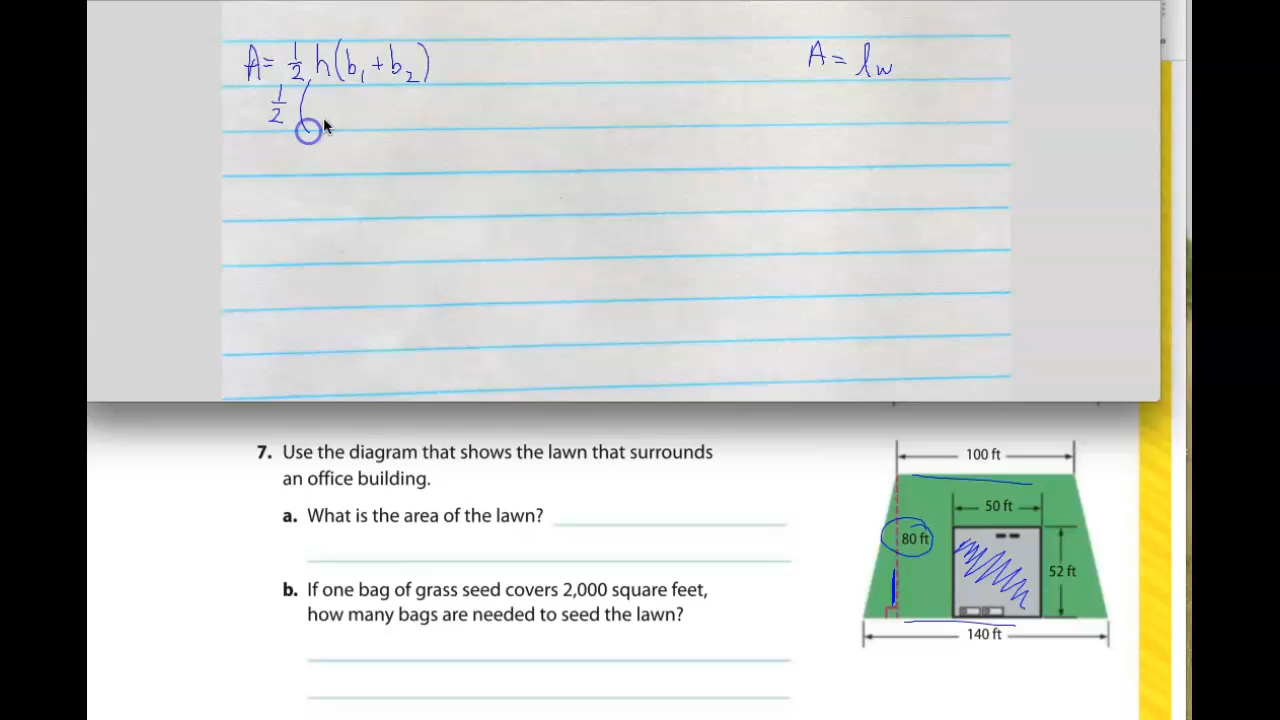 A = 1/2 h(b₁ + b₂)
A = lw
1/2 (
7. Use the diagram that shows the lawn that surrounds
an office building.
a. What is the area of the lawn?
b. If one bag of grass seed covers 2,000 square feet,
how many bags are needed to seed the lawn?
100 ft
50 ft
80 ft
52 ft
140 ft